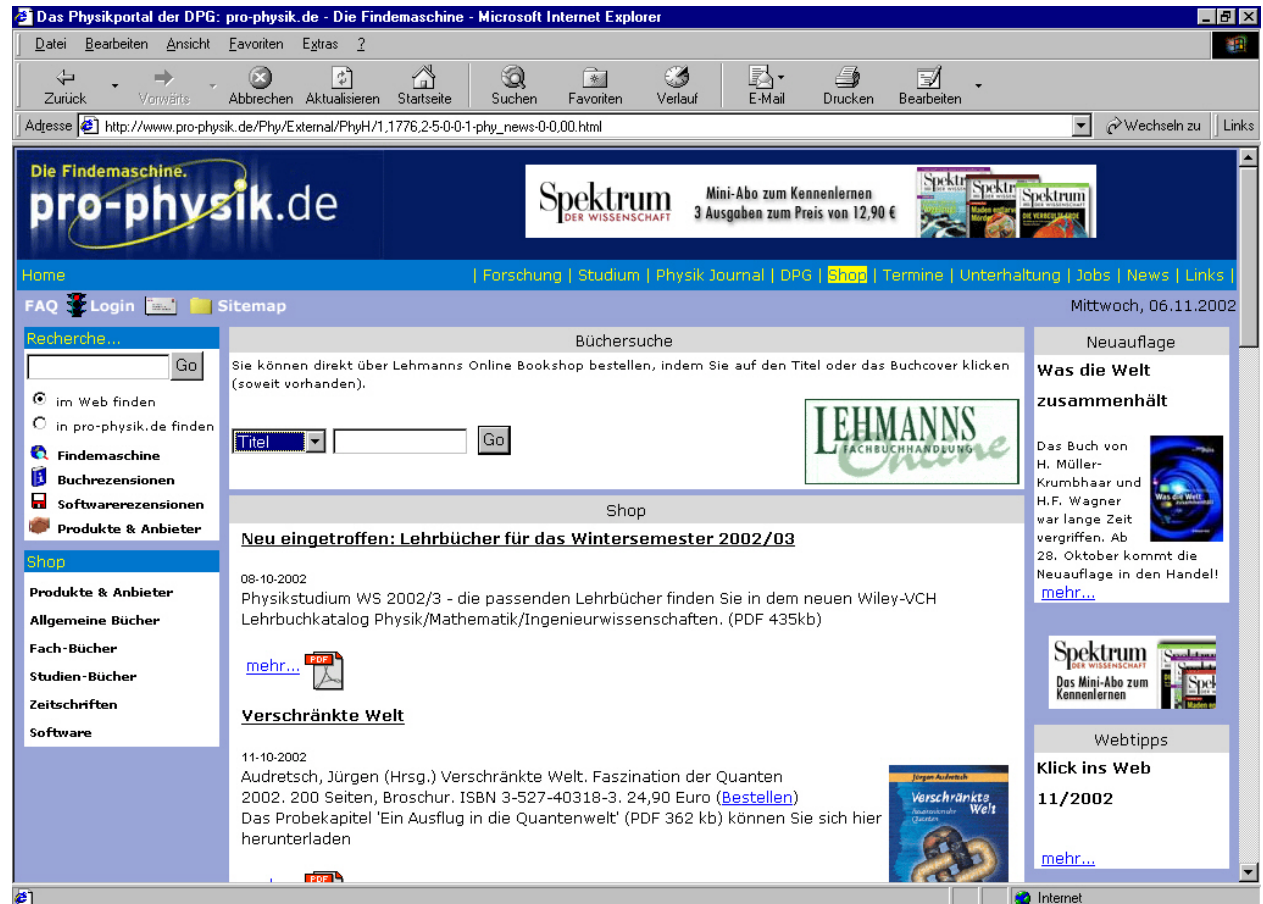 Das Physikportal der DPG: pro-physik.de - Die Findemaschine - Microsoft Internet Explorer
Datei Bearbeiten Ansicht Favoriten Extras ?
Zurück Vorwärts Abbrechen Aktualisieren Startseite Suchen Favoriten Verlauf E-Mail Drucken Bearbeiten
Adresse http://www.pro-physik.de/Phy/External/PhyH/1,1776,2-5-0-0-1-phy_news-0-0,00.html Wechseln zu Links
Die Findemaschine.
pro-physik.de
Spektrum
DER WISSENSCHAFT
Mini-Abo zum Kennenlernen
3 Ausgaben zum Preis von 12,90 €
Home | Forschung | Studium | Physik Journal | DPG | Shop | Termine | Unterhaltung | Jobs | News | Links |
FAQ Login Sitemap Mittwoch, 06.11.2002
Recherche...
Go
im Web finden
in pro-physik.de finden
Findemaschine
Buchrezensionen
Softwarerezensionen
Produkte & Anbieter
Shop
Produkte & Anbieter
Allgemeine Bücher
Fach-Bücher
Studien-Bücher
Zeitschriften
Software
Büchersuche
Sie können direkt über Lehmanns Online Bookshop bestellen, indem Sie auf den Titel oder das Buchcover klicken
(soweit vorhanden).
Titel Go
LEHMANNS
FACHBUCHHANDLUNG
Online
Shop
Neu eingetroffen: Lehrbücher für das Wintersemester 2002/03
08-10-2002
Physikstudium WS 2002/3 - die passenden Lehrbücher finden Sie in dem neuen Wiley-VCH
Lehrbuchkatalog Physik/Mathematik/Ingenieurwissenschaften. (PDF 435kb)
mehr... PDF
Verschränkte Welt
11-10-2002
Audretsch, Jürgen (Hrsg.) Verschränkte Welt. Faszination der Quanten
2002. 200 Seiten, Broschur. ISBN 3-527-40318-3. 24,90 Euro (Bestellen)
Das Probekapitel 'Ein Ausflug in die Quantenwelt' (PDF 362 kb) können Sie sich hier
herunterladen
PDF
Jürgen Audretsch
Verschränkte
Welt
Neuauflage
Was die Welt
zusammenhält
Das Buch von
H. Müller-
Krumbhaar und
H.F. Wagner
war lange Zeit
vergriffen. Ab
28. Oktober kommt die
Neuauflage in den Handel!
mehr...
Was die Welt
Spektrum
DER WISSENSCHAFT
Das Mini-Abo zum
Kennenlernen
Webtipps
Klick ins Web
11/2002
mehr...
Internet